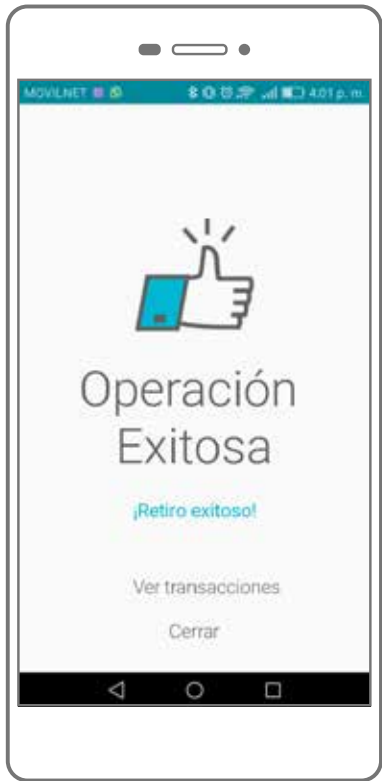 MOVILNET 4:01 p. m.
Operación
Exitosa
¡Retiro exitoso!
Ver transacciones
Cerrar